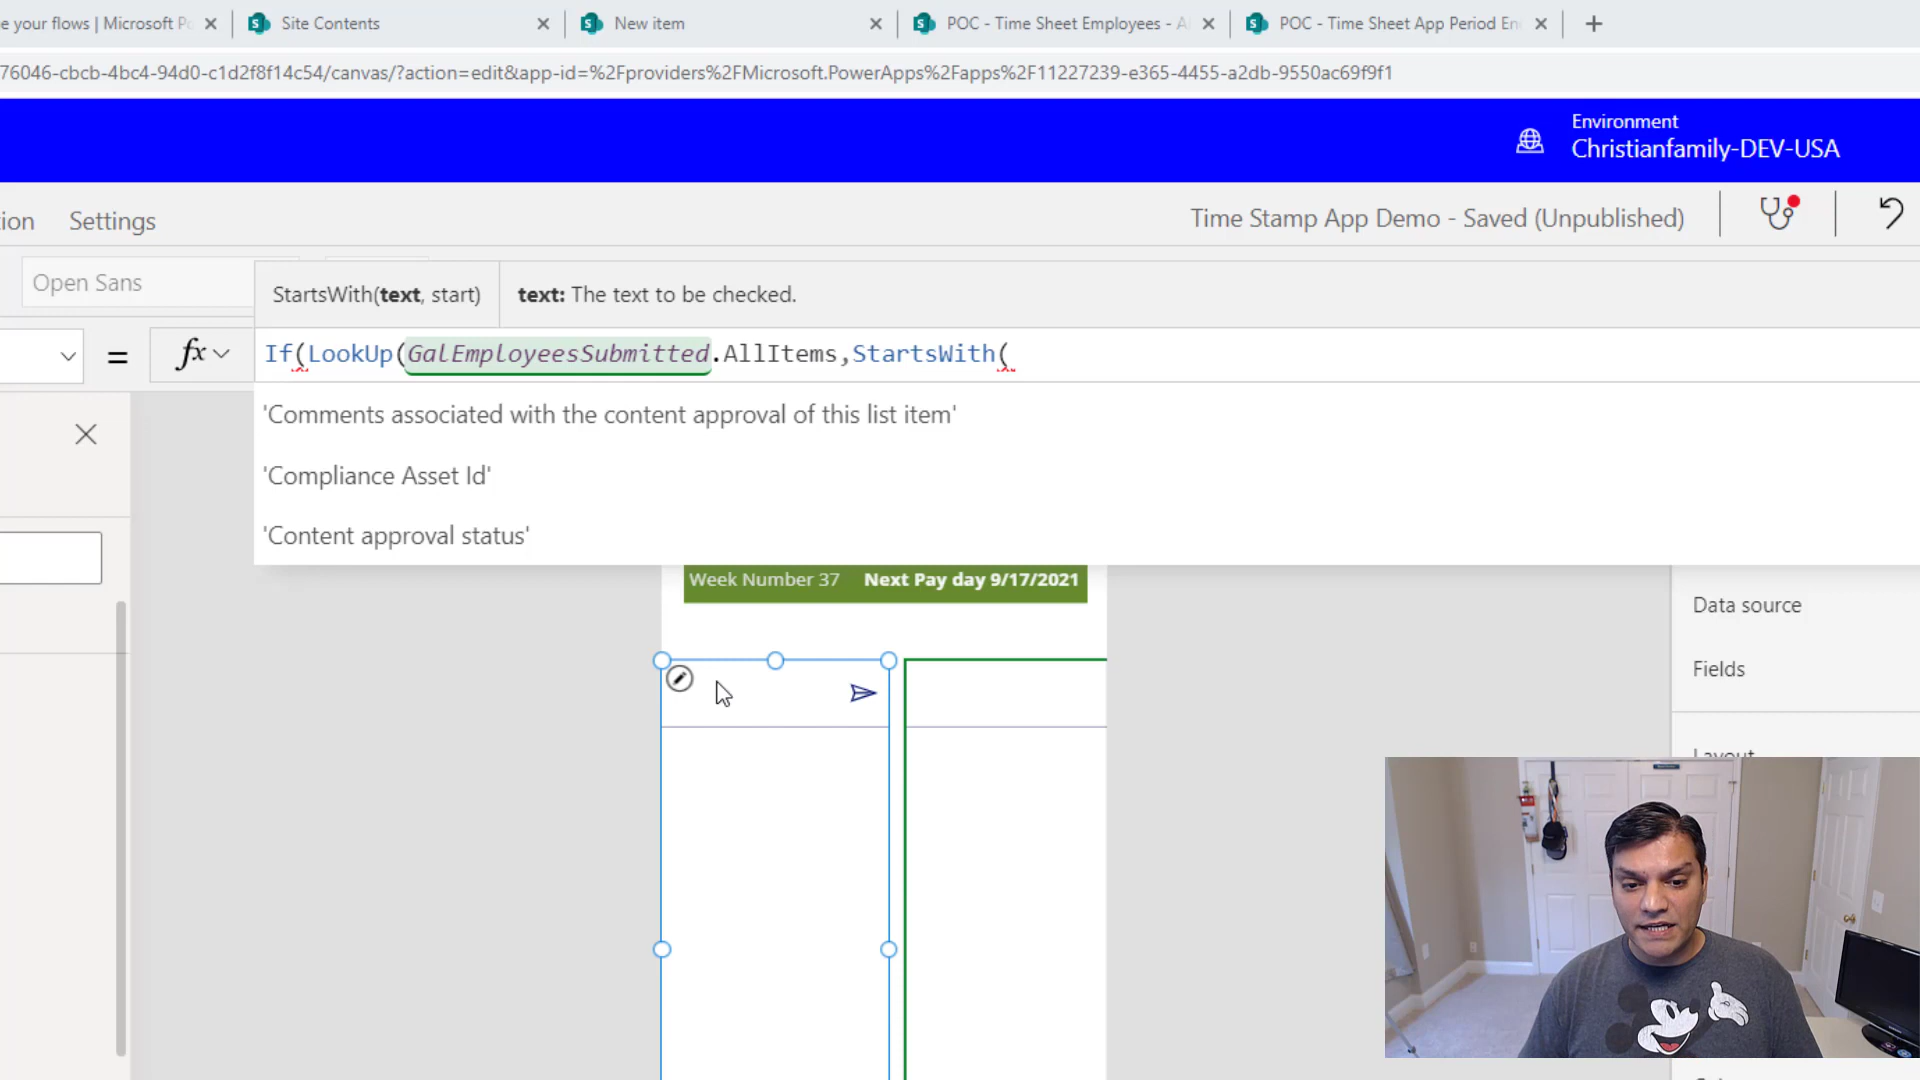 e your flows | Microsoft Po
Site Contents
New item
POC - Time Sheet Employees - A
POC - Time Sheet App Period En
76046-cbcb-4bc4-94d0-c1d2f8f14c54/canvas/?action=edit&app-id=%2Fproviders%2FMicrosoft.PowerApps%2Fapps%2F11227239-e365-4455-a2db-9550ac69f9f1
Environment
Christianfamily-DEV-USA
ion
Settings
Time Stamp App Demo - Saved (Unpublished)
Open Sans
StartsWith(text, start)
text: The text to be checked.
= fx
If(LookUp(GalEmployeesSubmitted.AllItems,StartsWith(
'Comments associated with the content approval of this list item'
'Compliance Asset Id'
'Content approval status'
Week Number 37 Next Pay day 9/17/2021
Data source
Fields
Layout